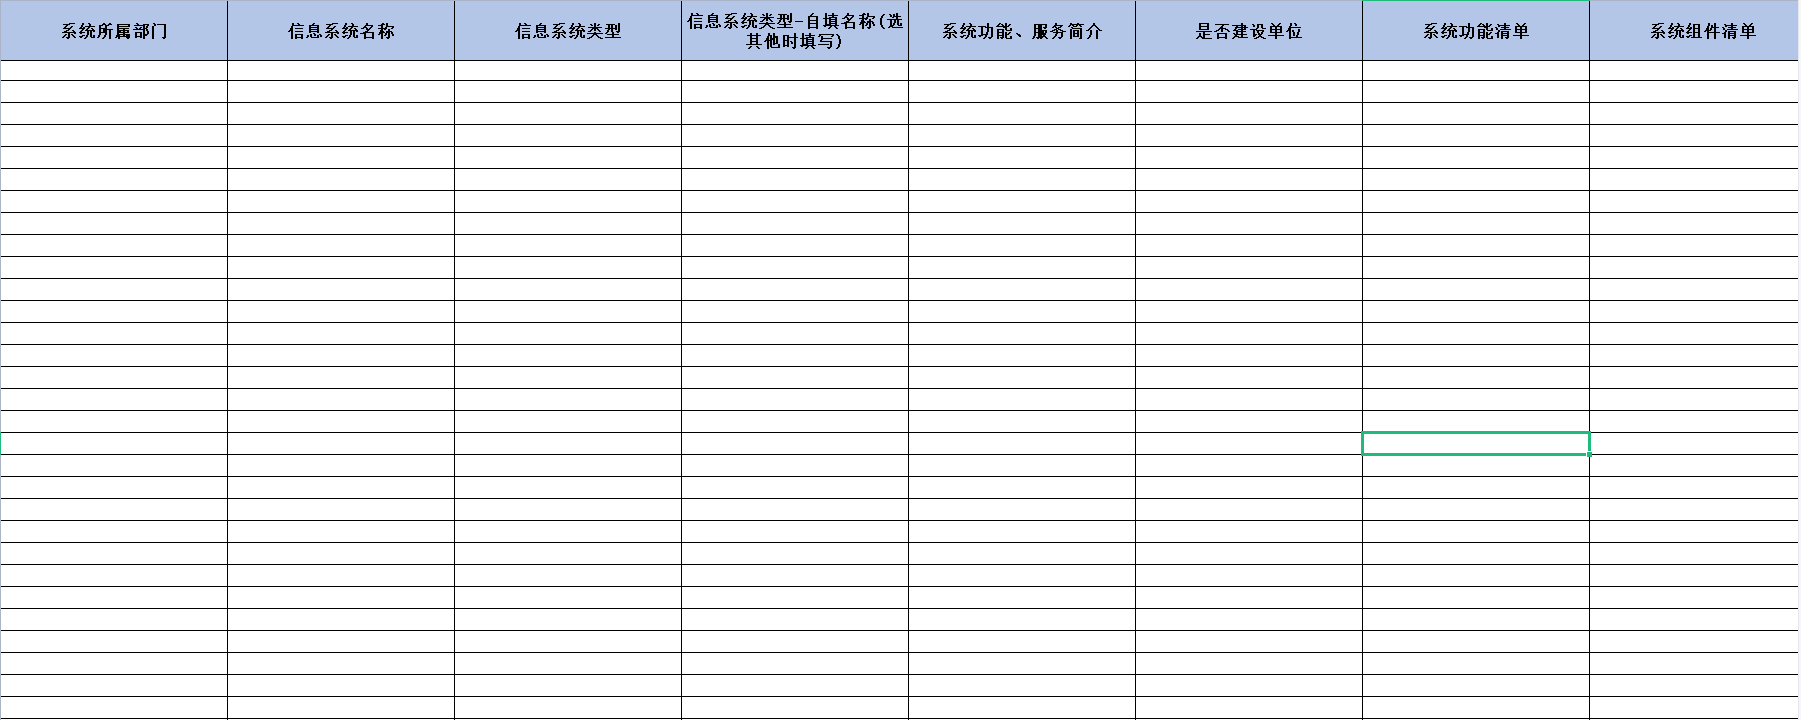 系统所属部门
信息系统名称
信息系统类型
信息系统类型-自填名称(选
其他时填写)
系统功能、服务简介
是否建设单位
系统功能清单
系统组件清单